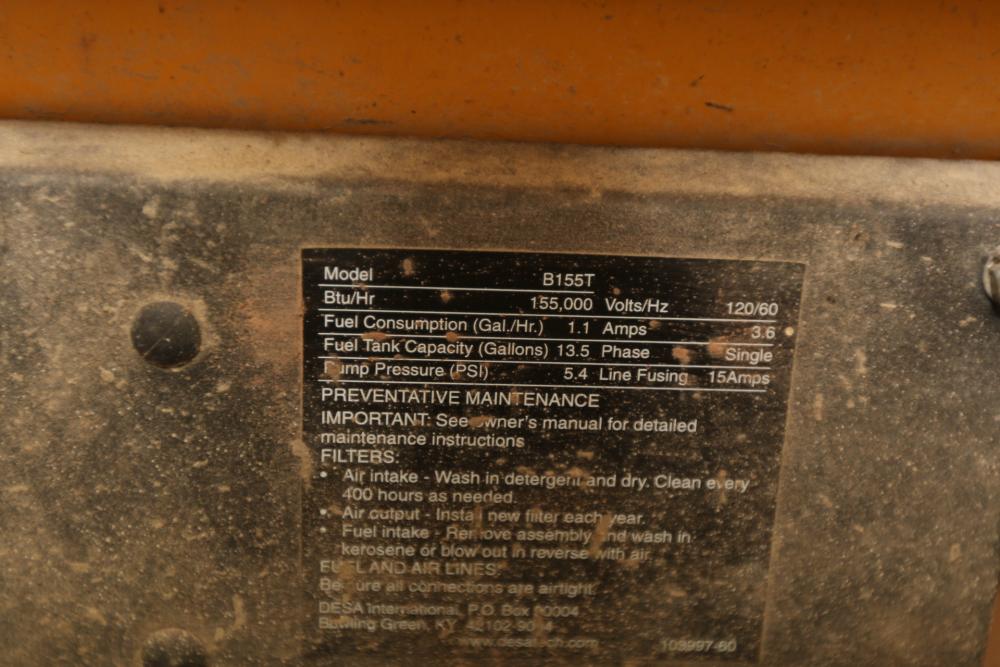 Model B155T
Btu/Hr 155,000 Volts/Hz 120/60
Fuel Consumption (Gal./Hr.) 1.1 Amps 3.6
Fuel Tank Capacity (Gallons) 13.5 Phase Single
Pump Pressure (PSI) 5.4 Line Fusing 15Amps
PREVENTATIVE MAINTENANCE
IMPORTANT: See owner's manual for detailed
maintenance instructions
FILTERS:
• Air intake - Wash in detergent and dry. Clean every
400 hours as needed.
• Air output - Install new filter each year.
• Fuel intake - Remove assembly and wash in
kerosene or blow out in reverse with air
FUEL AND AIR LINES:
Be sure all connections are airtight.
DESA International, P.O. Box
Bowling Green, KY
www.desatech.com 103997-80